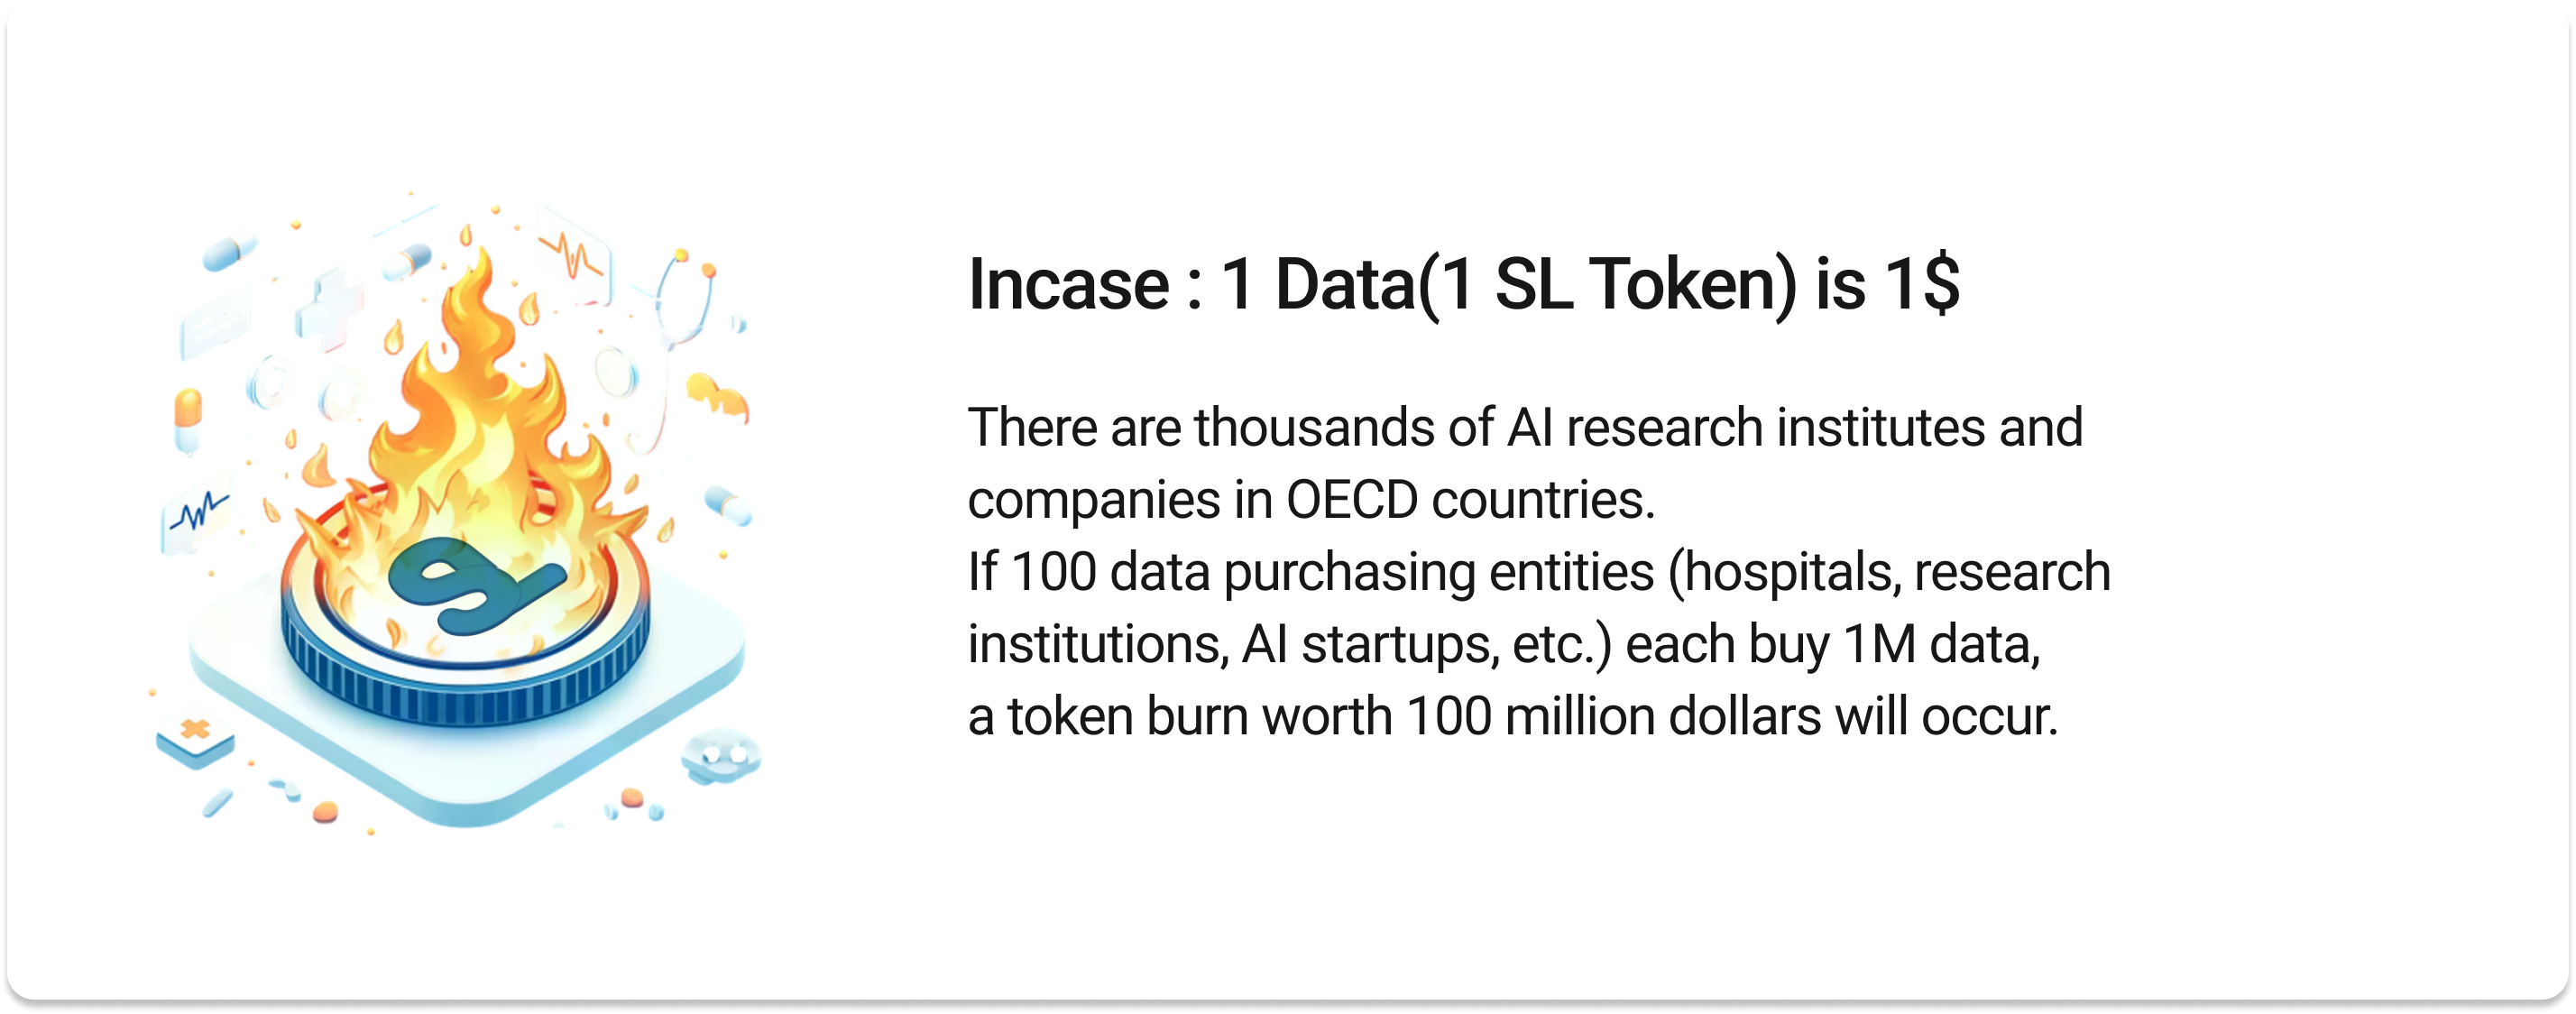 Incase : 1 Data(1 SL Token) is 1$
There are thousands of AI research institutes and
companies in OECD countries.
If 100 data purchasing entities (hospitals, research
institutions, AI startups, etc.) each buy 1M data,
a token burn worth 100 million dollars will occur.